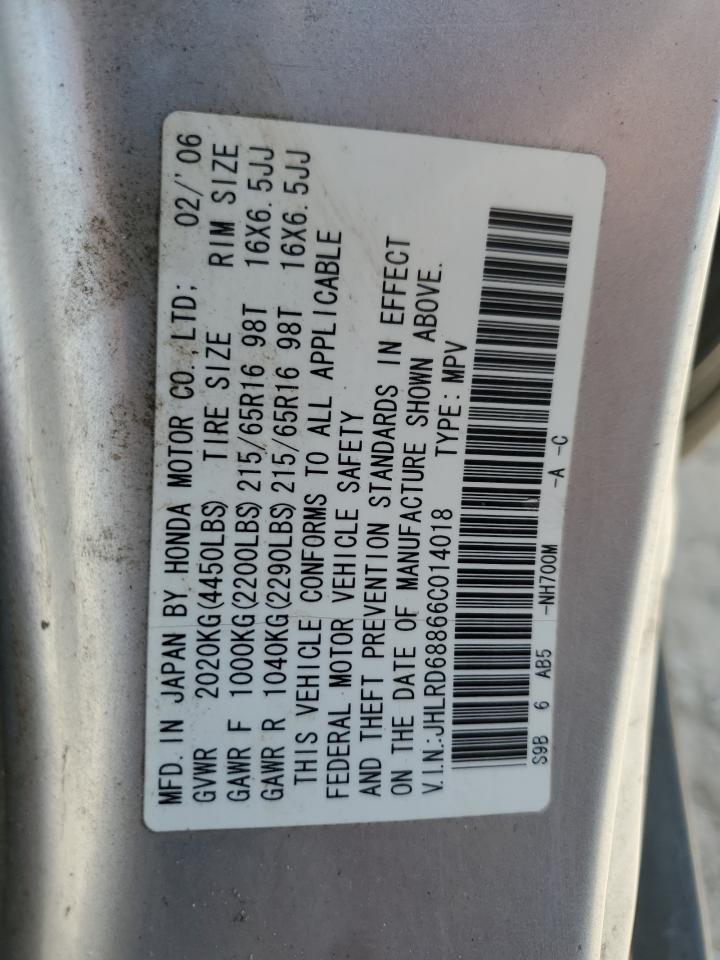 MFD. IN JAPAN BY HONDA MOTOR CO.,LTD; 02/'06
GVWR 2020KG(4450LBS) TIRE SIZE RIM SIZE
GAWR F 1000KG(2200LBS) 215/65R16 98T 16X6.5JJ
GAWR R 1040KG(2290LBS) 215/65R16 98T 16X6.5JJ
THIS VEHICLE CONFORMS TO ALL APPLICABLE
FEDERAL MOTOR VEHICLE SAFETY
AND THEFT PREVENTION STANDARDS IN EFFECT
ON THE DATE OF MANUFACTURE SHOWN ABOVE.
V.I.N.:JHLRD68866C014018 TYPE: MPV
S9B 6 AB5 -NH700M -A -C